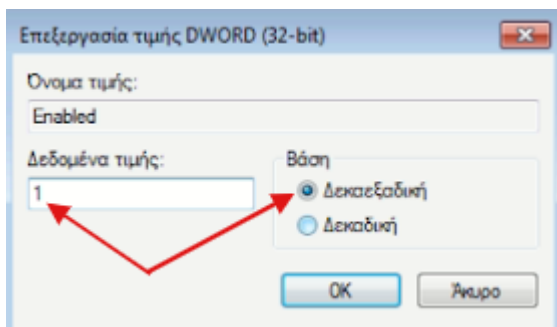 Επεξεργασία τιμής DWORD (32-bit)
Όνομα τιμής:
Enabled
Δεδομένα τιμής:
1
Βάση
Δεκαεξαδική
Δεκαδική
OK
Άκυρο